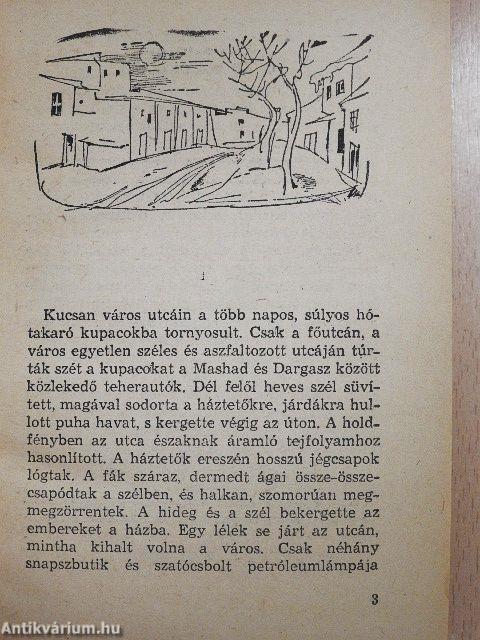 1
Kucsan város utcáin a több napos, súlyos hó-
takaró kupacokba tornyosult. Csak a főutcán, a
város egyetlen széles és aszfaltozott utcáján túr-
ták szét a kupacokat a Mashad és Dargasz között
közlekedő teherautók. Dél felől heves szél süví-
tett, magával sodorta a háztetőkre, járdákra hul-
lott puha havat, s kergette végig az úton. A hold-
fényben az utca északnak áramló tejfolyamhoz
hasonlított. A háztetők ereszén hosszú jégcsapok
lógtak. A fák száraz, dermedt ágai össze-össze-
csapódtak a szélben, és halkan, szomorúan meg-
megzörrentek. A hideg és a szél bekergette az
embereket a házba. Egy lélek se járt az utcán,
mintha kihalt volna a város. Csak néhány
snapszbutik és szatócsbolt petróleumlámpája
3
Antikvárium.hu